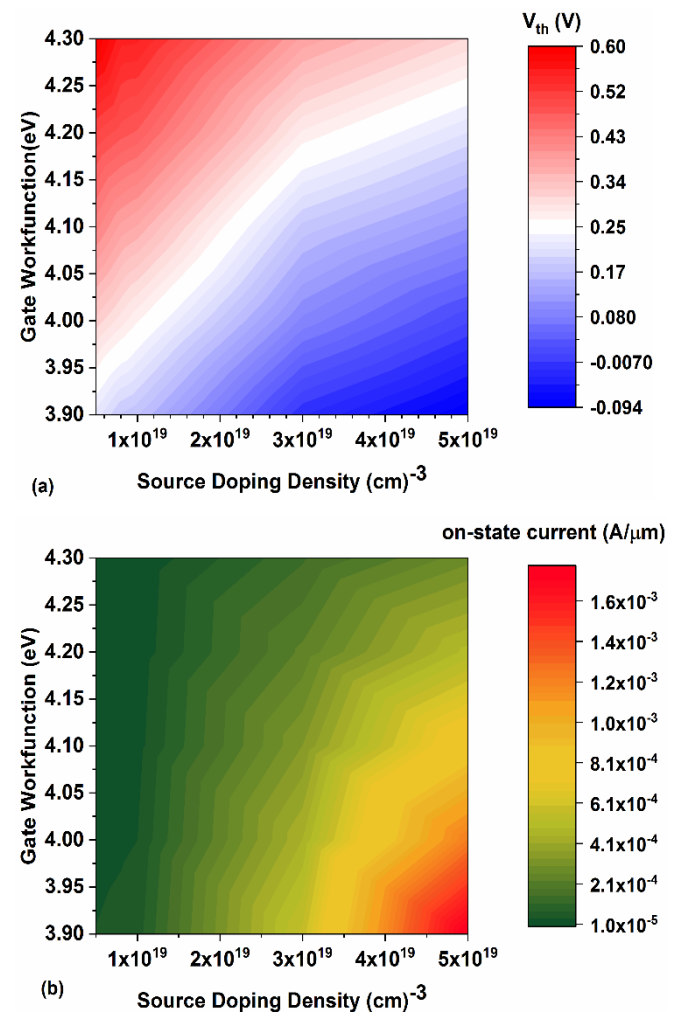 V_th (V)
4.30
4.25
4.20
4.15
4.10
4.05
4.00
3.95
3.90
Gate Workfunction(eV)
1x10^19 2x10^19 3x10^19 4x10^19 5x10^19
Source Doping Density (cm)^-3
0.60
0.52
0.43
0.34
0.25
0.17
0.080
-0.0070
-0.094
(a)
on-state current (A/μm)
4.30
4.20
4.10
4.05
4.00
3.95
3.90
Gate Workfunction (eV)
1x10^19 2x10^19 3x10^19 4x10^19 5x10^19
Source Doping Density (cm)^-3
1.6x10^-3
1.4x10^-3
1.2x10^-3
1.0x10^-3
8.1x10^-4
6.1x10^-4
4.1x10^-4
2.1x10^-4
1.0x10^-5
(b)